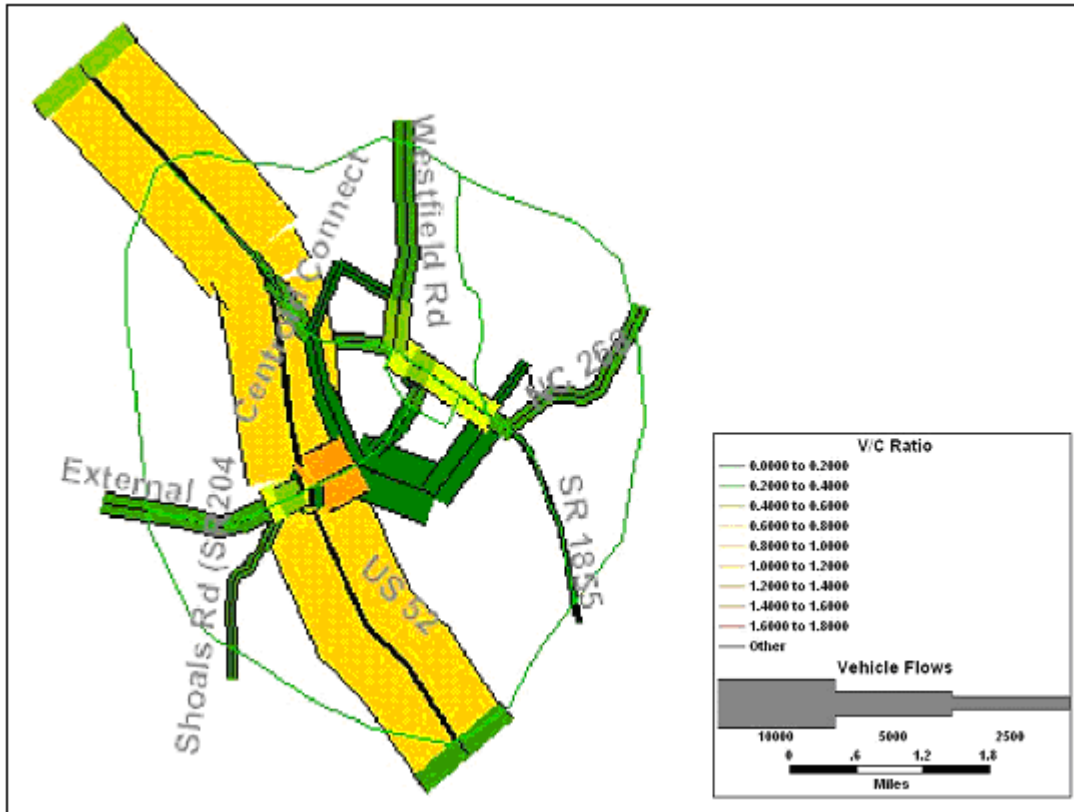 Westfield Rd
Centroid Connect
NC 268
External
Shoals Rd (SR204
US 52
SR 1855
V/C Ratio
0.0000 to 0.2000
0.2000 to 0.4000
0.4000 to 0.6000
0.6000 to 0.8000
0.8000 to 1.0000
1.0000 to 1.2000
1.2000 to 1.4000
1.4000 to 1.6000
1.6000 to 1.8000
Other
Vehicle Flows
10000 5000 2500
0 .6 1.2 1.8
Miles